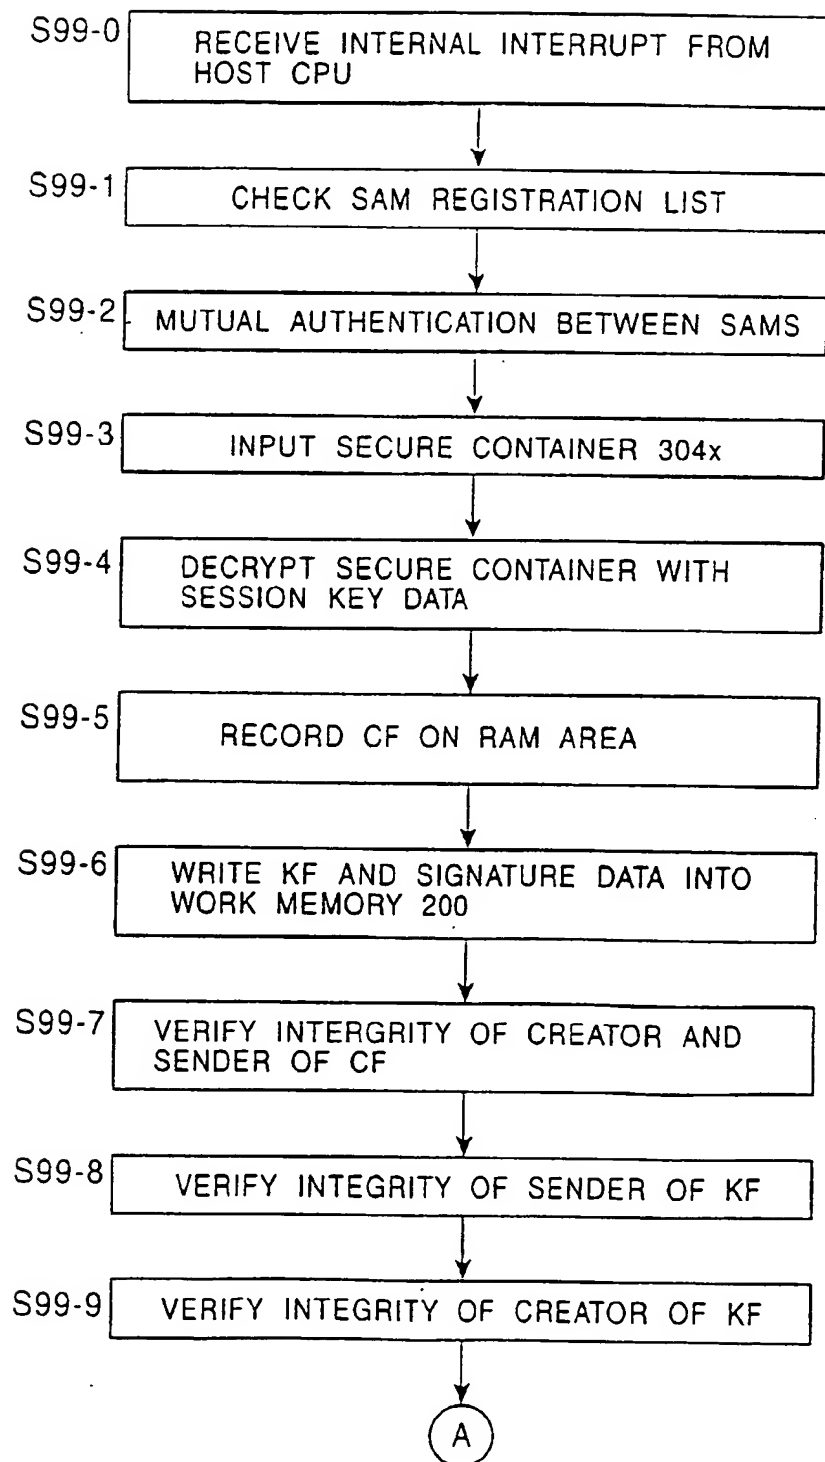 S99-0
RECEIVE INTERNAL INTERRUPT FROM
HOST CPU
S99-1
CHECK SAM REGISTRATION LIST
S99-2
MUTUAL AUTHENTICATION BETWEEN SAMS
S99-3
INPUT SECURE CONTAINER 304x
S99-4
DECRYPT SECURE CONTAINER WITH
SESSION KEY DATA
S99-5
RECORD CF ON RAM AREA
S99-6
WRITE KF AND SIGNATURE DATA INTO
WORK MEMORY 200
S99-7
VERIFY INTERGRITY OF CREATOR AND
SENDER OF CF
S99-8
VERIFY INTEGRITY OF SENDER OF KF
S99-9
VERIFY INTEGRITY OF CREATOR OF KF
A